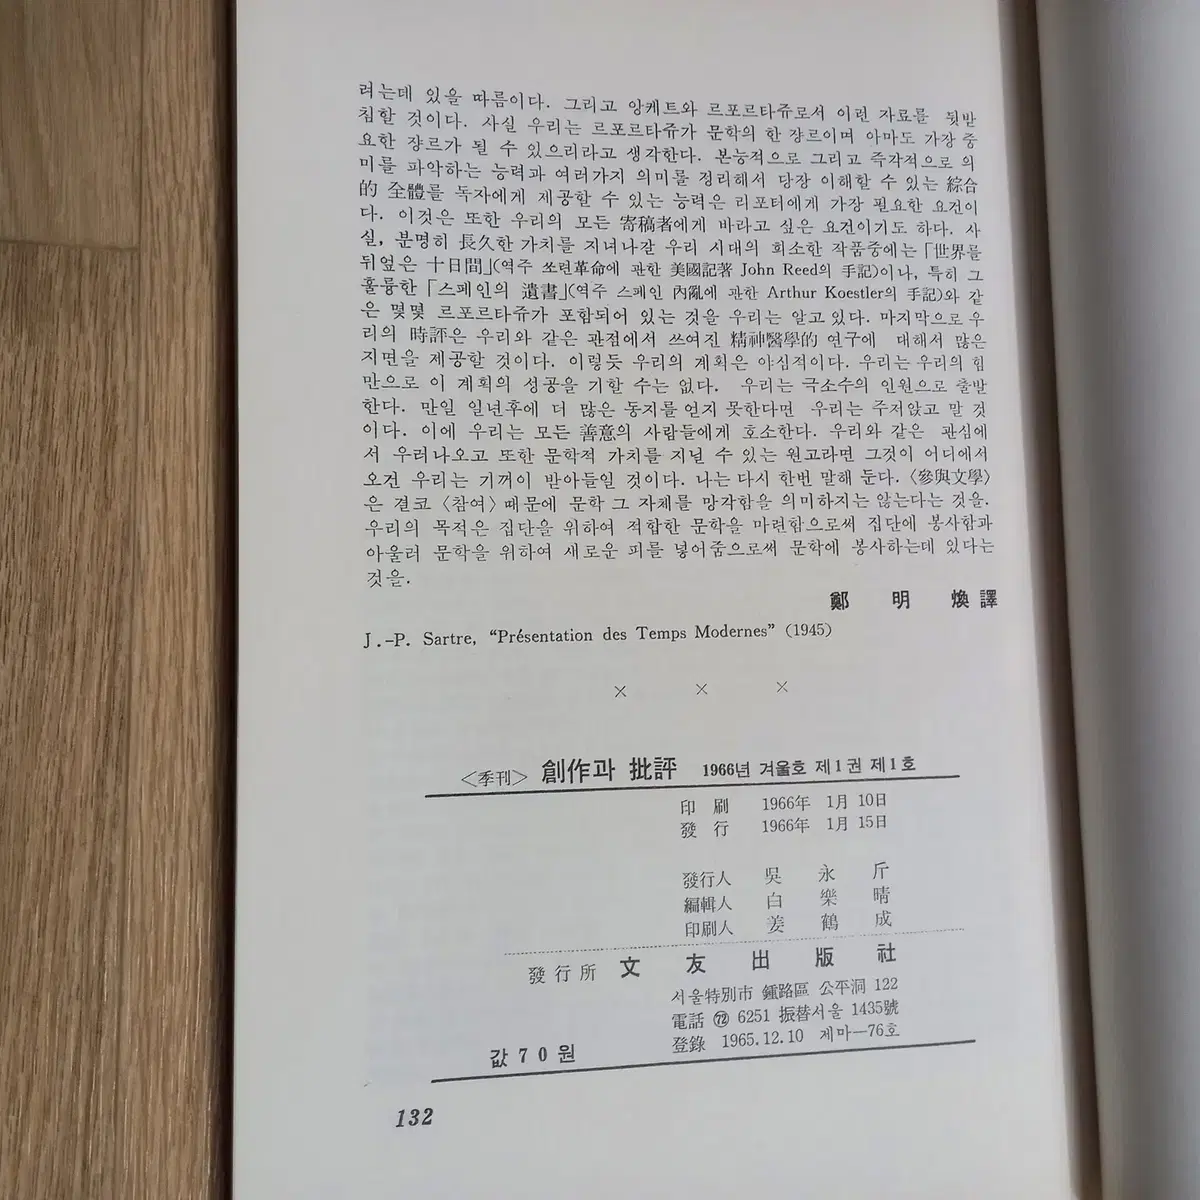 려는데 있을 따름이다. 그리고 앙케트와 르포르타쥬로서 이런 자료를 뒷받
침할 것이다. 사실 우리는 르포르타쥬가 문학의 한 쟝르이며 아마도 가장 중
요한 쟝르가 될 수 있으리라고 생각한다. 본능적으로 그리고 즉각적으로 의
미를 파악하는 능력과 여러가지 의미를 정리해서 당장 이해할 수 있는 綜合
的 全體를 독자에게 제공할 수 있는 능력은 리포터에게 가장 필요한 요건이
다. 이것은 또한 우리의 모든 寄稿者에게 바라고 싶은 요건이기도 하다. 사
실, 분명히 長久한 가치를 지녀나갈 우리 시대의 희소한 작품중에는 「世界를
뒤엎은 十日間」(역주 쏘련革命에 관한 美國記著 John Reed의 手記)이나, 특히 그
훌륭한 「스페인의 遺書」(역주 스페인 內亂에 관한 Arthur Koestler의 手記)와 같
은 몇몇 르포르타쥬가 포함되어 있는 것을 우리는 알고 있다. 마지막으로 우
리의 時評은 우리와 같은 관점에서 쓰여진 精神醫學的 연구에 대해서 많은
지면을 제공할 것이다. 이렇듯 우리의 계획은 야심적이다. 우리는 우리의 힘
만으로 이 계획의 성공을 기할 수는 없다. 우리는 극소수의 인원으로 출발
한다. 만일 일년후에 더 많은 동지를 얻지 못한다면 우리는 주저앉고 말 것
이다. 이에 우리는 모든 善意의 사람들에게 호소한다. 우리와 같은 관심에
서 우러나오고 또한 문학적 가치를 지닐 수 있는 원고라면 그것이 어디에서
오건 우리는 기꺼이 받아들일 것이다. 나는 다시 한번 말해 둔다. 〈參與文學〉
은 결코 〈참여〉 때문에 문학 그 자체를 망각함을 의미하지는 않는다는 것을.
우리의 목적은 집단을 위하여 적합한 문학을 마련함으로써 집단에 봉사함과
아울러 문학을 위하여 새로운 피를 넣어줌으로써 문학에 봉사하는데 있다는
것을.
鄭 明 煥 譯
J.-P. Sartre, “Présentation des Temps Modernes” (1945)
× × ×
〈季刊〉 創作과 批評 1966년 겨울호 제1권 제1호
印 刷 1966年 1月 10日
發 行 1966年 1月 15日
發行人 吳 永 斤
編輯人 白 樂 晴
印刷人 姜 鶴 成
發行所 文 友 出 版 社
서울特別市 鍾路區 公平洞 122
電話 ㊆ 6251 振替서울 1435號
登錄 1965.12.10 제마—76호
값 70원
132